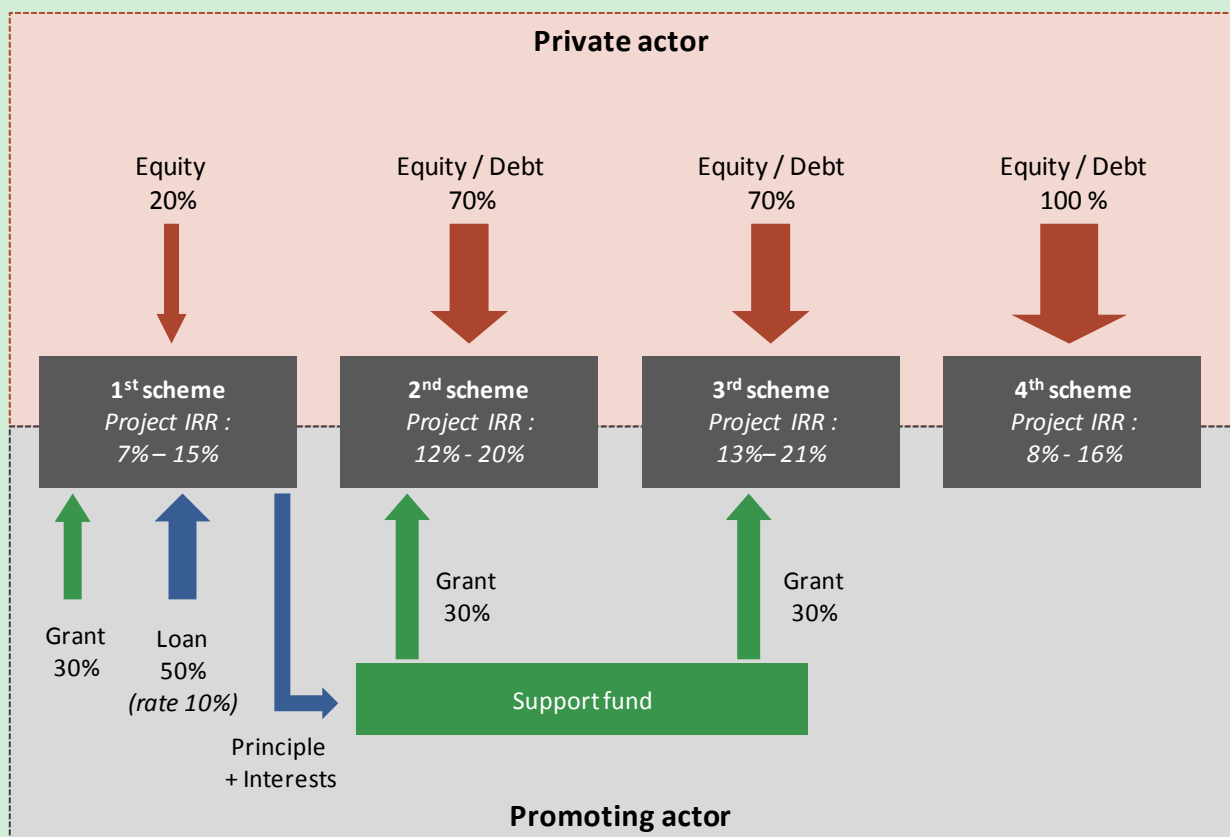 Private actor
Equity
20%
Equity / Debt
70%
Equity / Debt
70%
Equity / Debt
100 %
1st scheme
Project IRR :
7% – 15%
2nd scheme
Project IRR :
12% - 20%
3rd scheme
Project IRR :
13%– 21%
4th scheme
Project IRR :
8% - 16%
Grant
30%
Loan
50%
(rate 10%)
Principle
+ Interests
Grant
30%
Grant
30%
Support fund
Promoting actor